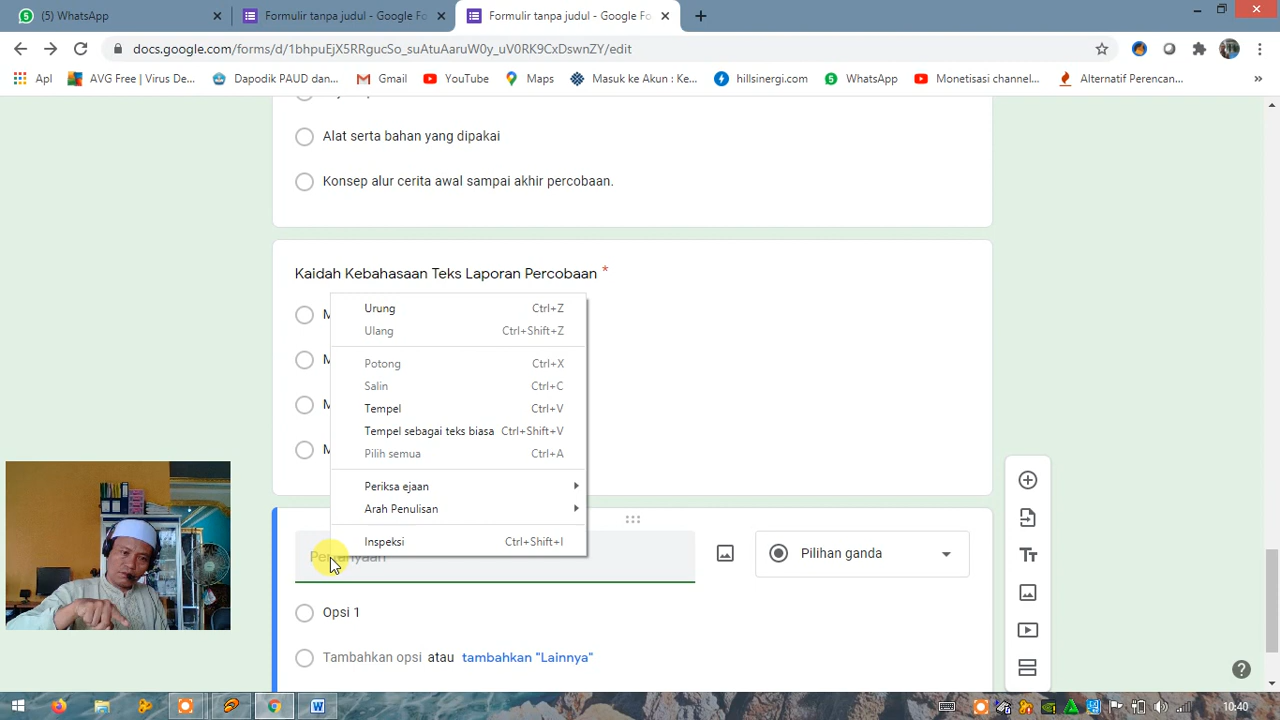 (5) WhatsApp
Formulir tanpa judul - Google Fo
Formulir tanpa judul - Google Fo
docs.google.com/forms/d/1bhpuEjX5RRgucSo_suAtuAaruW0y_uV0RK9CxDswnZY/edit
Apl
AVG Free | Virus De...
Dapodik PAUD dan...
Gmail
YouTube
Maps
Masuk ke Akun : Ke...
hillsinergi.com
WhatsApp
Monetisasi channel...
Alternatif Perencan...
»
Alat serta bahan yang dipakai
Konsep alur cerita awal sampai akhir percobaan.
Kaidah Kebahasaan Teks Laporan Percobaan *
M
M
M
M
Urung Ctrl+Z
Ulang Ctrl+Shift+Z
Potong Ctrl+X
Salin Ctrl+C
Tempel Ctrl+V
Tempel sebagai teks biasa Ctrl+Shift+V
Pilih semua Ctrl+A
Periksa ejaan
Arah Penulisan
Inspeksi Ctrl+Shift+I
Pertanyaan
Pilihan ganda
Opsi 1
Tambahkan opsi atau tambahkan "Lainnya"
10:40